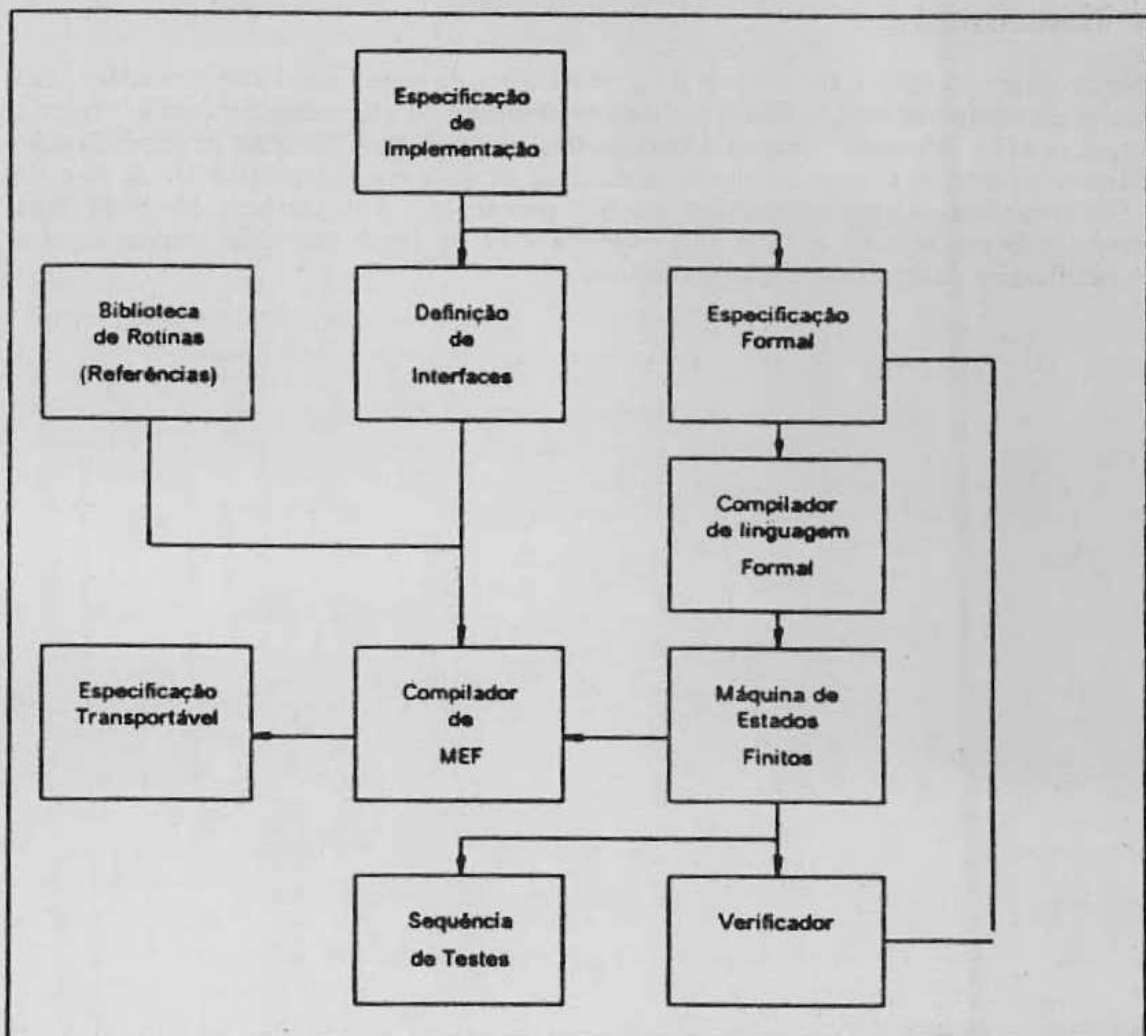 Especificação
de
Implementação
Biblioteca
de Rotinas
(Referências)
Definição
de
Interfaces
Especificação
Formal
Compilador
de linguagem
Formal
Especificação
Transportável
Compilador
de
MEF
Máquina de
Estados
Finitos
Sequência
de Testes
Verificador